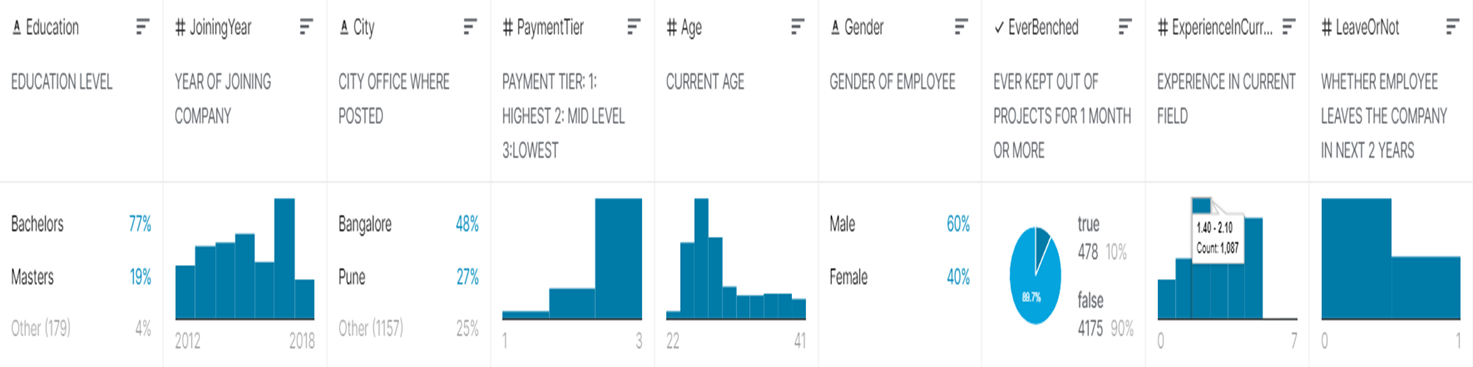 Education
EDUCATION LEVEL
Bachelors 77%
Masters 19%
Other (179) 4%
# JoiningYear
YEAR OF JOINING
COMPANY
2012 2018
City
CITY OFFICE WHERE
POSTED
Bangalore 48%
Pune 27%
Other (1157) 25%
# PaymentTier
PAYMENT TIER: 1:
HIGHEST 2: MID LEVEL
3:LOWEST
1 3
# Age
CURRENT AGE
22 41
Gender
GENDER OF EMPLOYEE
Male 60%
Female 40%
✓ EverBenched
EVER KEPT OUT OF
PROJECTS FOR 1 MONTH
OR MORE
89.7%
true
478 10%
false
4175 90%
# ExperienceInCurr...
EXPERIENCE IN CURRENT
FIELD
1.40 - 2.10
Count: 1,087
0 7
# LeaveOrNot
WHETHER EMPLOYEE
LEAVES THE COMPANY
IN NEXT 2 YEARS
0 1